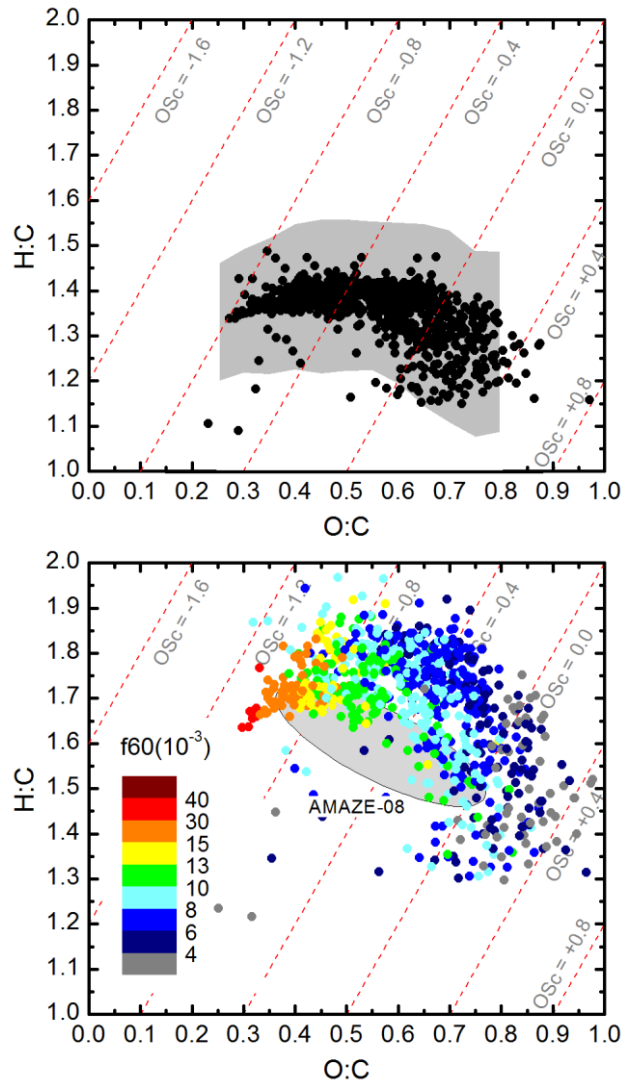 2.0
1.9
1.8
1.7
1.6
1.5
1.4
1.3
1.2
1.1
1.0
H:C
OSc = -1.6
OSc = -1.2
OSc = -0.8
OSc = -0.4
OSc = 0.0
OSc = +0.4
OSc = +0.8
0.0 0.1 0.2 0.3 0.4 0.5 0.6 0.7 0.8 0.9 1.0
O:C
2.0
1.9
1.8
1.7
1.6
1.5
1.4
1.3
1.2
1.1
1.0
H:C
OSc = -1.6
OSc = -1.2
-0.8
OSc = -0.4
OSc = 0.0
OSc = +0.4
OSc = +0.8
f60(10⁻³)
40
30
15
13
10
8
6
4
AMAZE-08
0.0 0.1 0.2 0.3 0.4 0.5 0.6 0.7 0.8 0.9 1.0
O:C